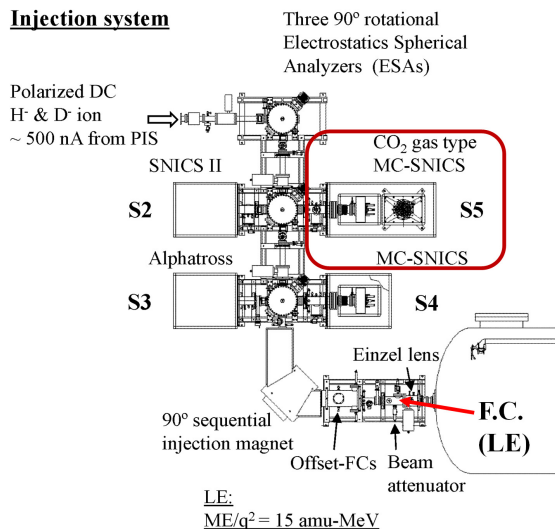 Injection system
Three 90º rotational
Electrostatics Spherical
Analyzers (ESAs)
Polarized DC
H⁻ & D⁻ ion
~ 500 nA from PIS
SNICS II
CO₂ gas type
MC-SNICS
S2
S5
Alphatross
MC-SNICS
S3
S4
Einzel lens
90º sequential
injection magnet
F.C.
(LE)
Offset-FCs
Beam
attenuator
LE:
ME/q² = 15 amu-MeV